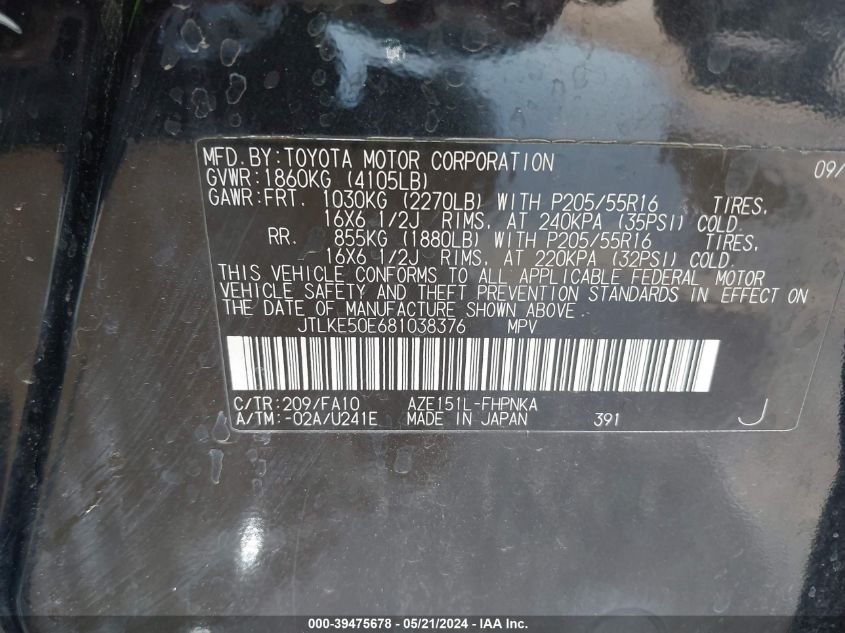 MFD.BY:TOYOTA MOTOR CORPORATION 09/
GVWR:1860KG (4105LB)
GAWR:FRT. 1030KG (2270LB) WITH P205/55R16 TIRES,
16X6 1/2J RIMS, AT 240KPA (35PSI) COLD.
RR. 855KG (1880LB) WITH P205/55R16 TIRES,
16X6 1/2J RIMS, AT 220KPA (32PSI) COLD.
THIS VEHICLE CONFORMS TO ALL APPLICABLE FEDERAL MOTOR
VEHICLE SAFETY AND THEFT PREVENTION STANDARDS IN EFFECT ON
THE DATE OF MANUFACTURE SHOWN ABOVE.
JTLKE50E681038376 MPV
C/TR:209/FA10 AZE151L-FHPNKA
A/TM:-02A/U241E MADE IN JAPAN 391 J
000-39475678 - 05/21/2024 - IAA Inc.